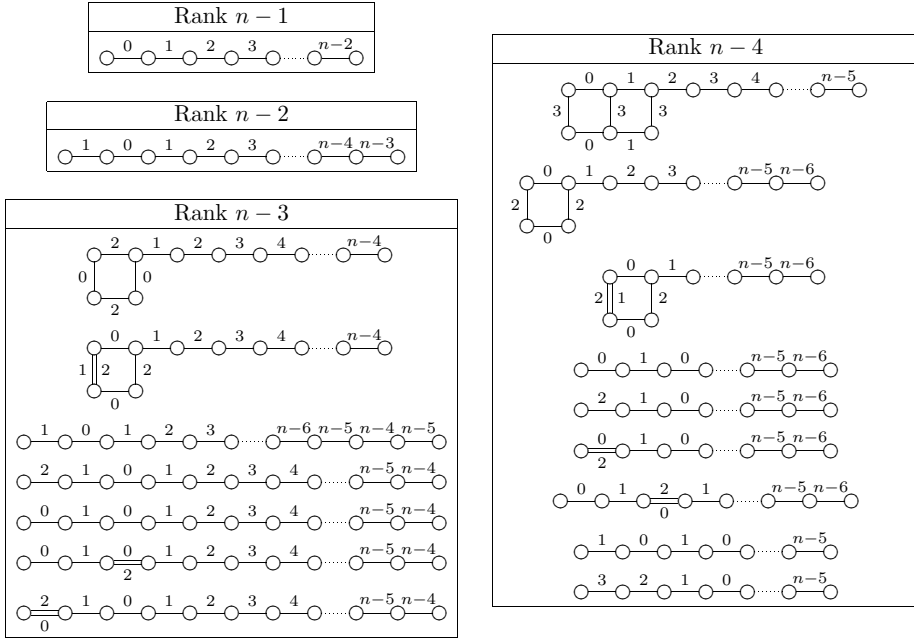 Rank n − 1
0 1 2 3 n−2
Rank n − 2
1 0 1 2 3 n−4 n−3
Rank n − 3
2 1 2 3 4 n−4
0 0
2
0 1 2 3 4 n−4
1 2 2
0
1 0 1 2 3 n−6 n−5 n−4 n−5
2 1 0 1 2 3 4 n−5 n−4
0 1 0 1 2 3 4 n−5 n−4
0 1 0 1 2 3 4 n−5 n−4
2
2 1 0 1 2 3 4 n−5 n−4
0
Rank n − 4
0 1 2 3 4 n−5
3 3 3
0 1
0 1 2 3 n−5 n−6
2 2
0
0 1 n−5 n−6
2 1 2
0
0 1 0 n−5 n−6
2 1 0 n−5 n−6
0 1 0 n−5 n−6
2
0 1 2 1 n−5 n−6
0
1 0 1 0 n−5
3 2 1 0 n−5